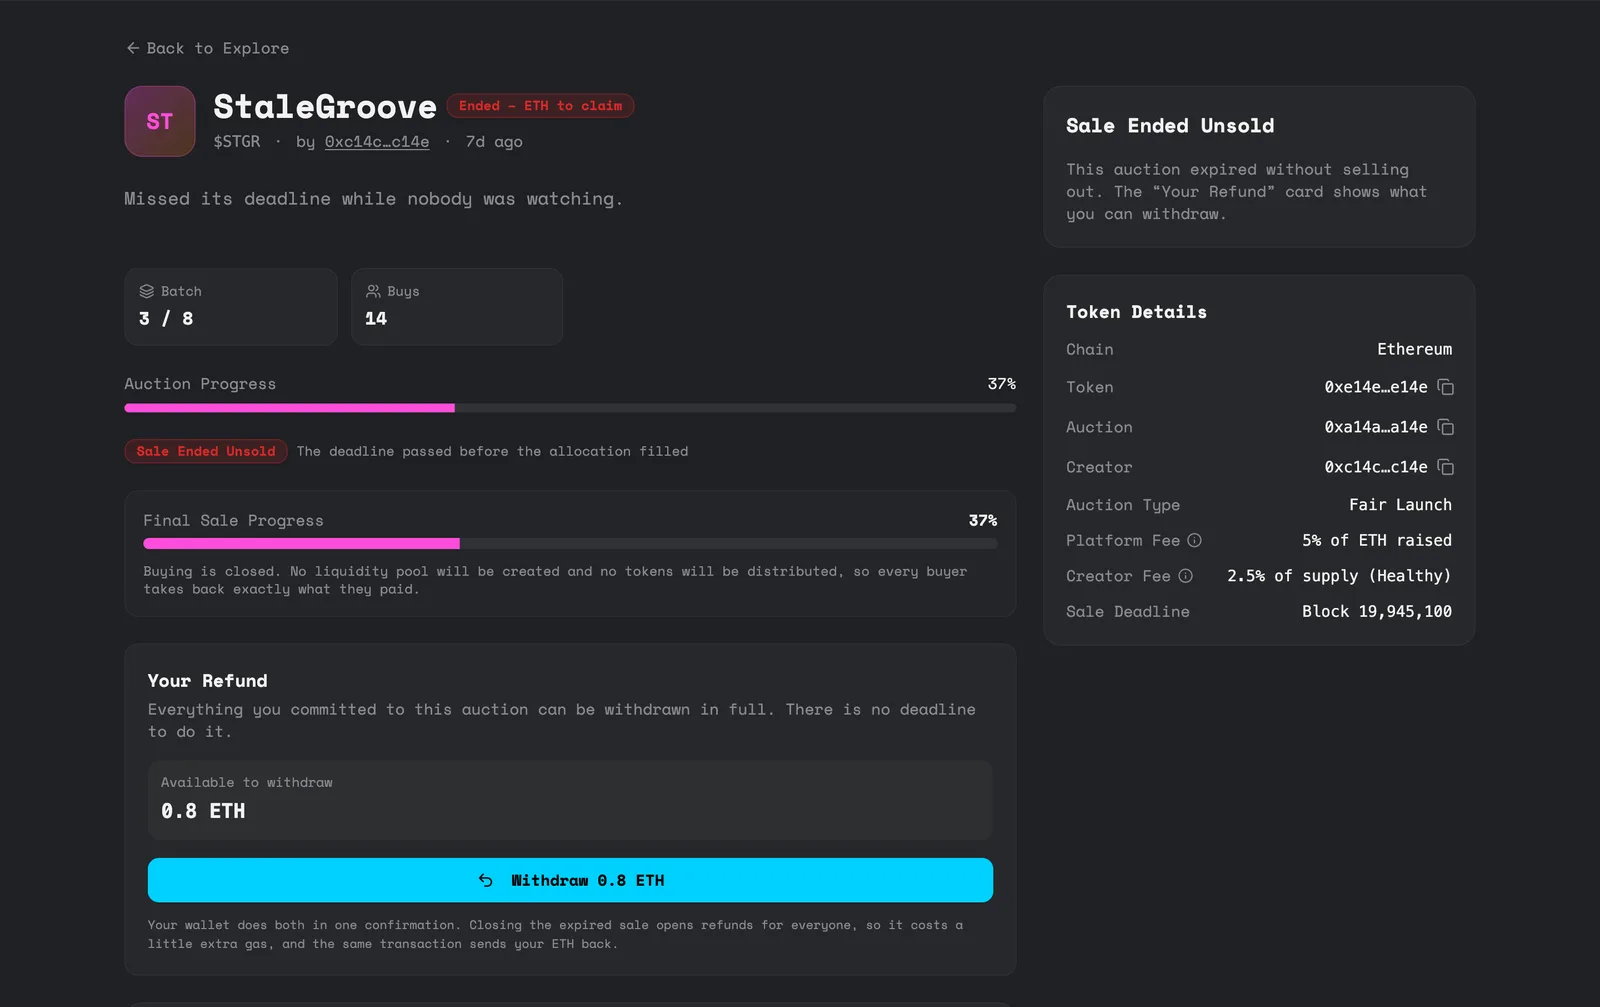 Back to Explore
ST
StaleGroove
Ended – ETH to claim
$STGR · by 0xc14c…c14e · 7d ago
Missed its deadline while nobody was watching.
Batch
3 / 8
Buys
14
Auction Progress
37%
Sale Ended Unsold
The deadline passed before the allocation filled
Final Sale Progress
37%
Buying is closed. No liquidity pool will be created and no tokens will be distributed, so every buyer
takes back exactly what they paid.
Your Refund
Everything you committed to this auction can be withdrawn in full. There is no deadline
to do it.
Available to withdraw
0.8 ETH
Withdraw 0.8 ETH
Your wallet does both in one confirmation. Closing the expired sale opens refunds for everyone, so it costs a
little extra gas, and the same transaction sends your ETH back.
Sale Ended Unsold
This auction expired without selling
out. The “Your Refund” card shows what
you can withdraw.
Token Details
Chain
Ethereum
Token
0xe14e…e14e
Auction
0xa14a…a14e
Creator
0xc14c…c14e
Auction Type
Fair Launch
Platform Fee
5% of ETH raised
Creator Fee
2.5% of supply (Healthy)
Sale Deadline
Block 19,945,100